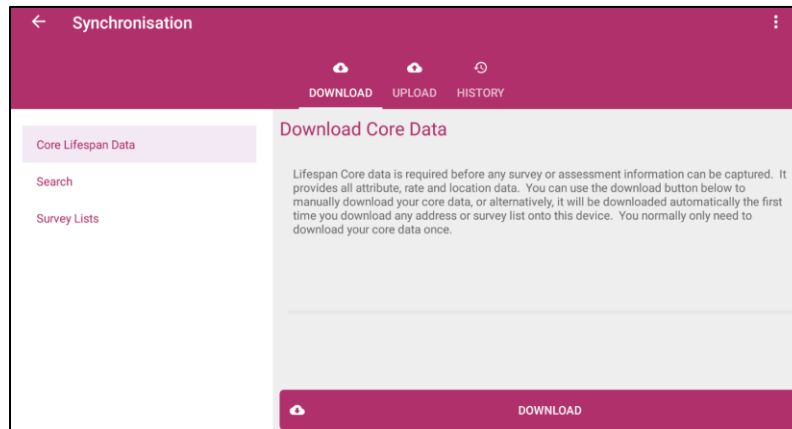 Synchronisation
DOWNLOAD
UPLOAD
HISTORY
Core Lifespan Data
Search
Survey Lists
Download Core Data
Lifespan Core data is required before any survey or assessment information can be captured. It
provides all attribute, rate and location data. You can use the download button below to
manually download your core data, or alternatively, it will be downloaded automatically the first
time you download any address or survey list onto this device. You normally only need to
download your core data once.
DOWNLOAD